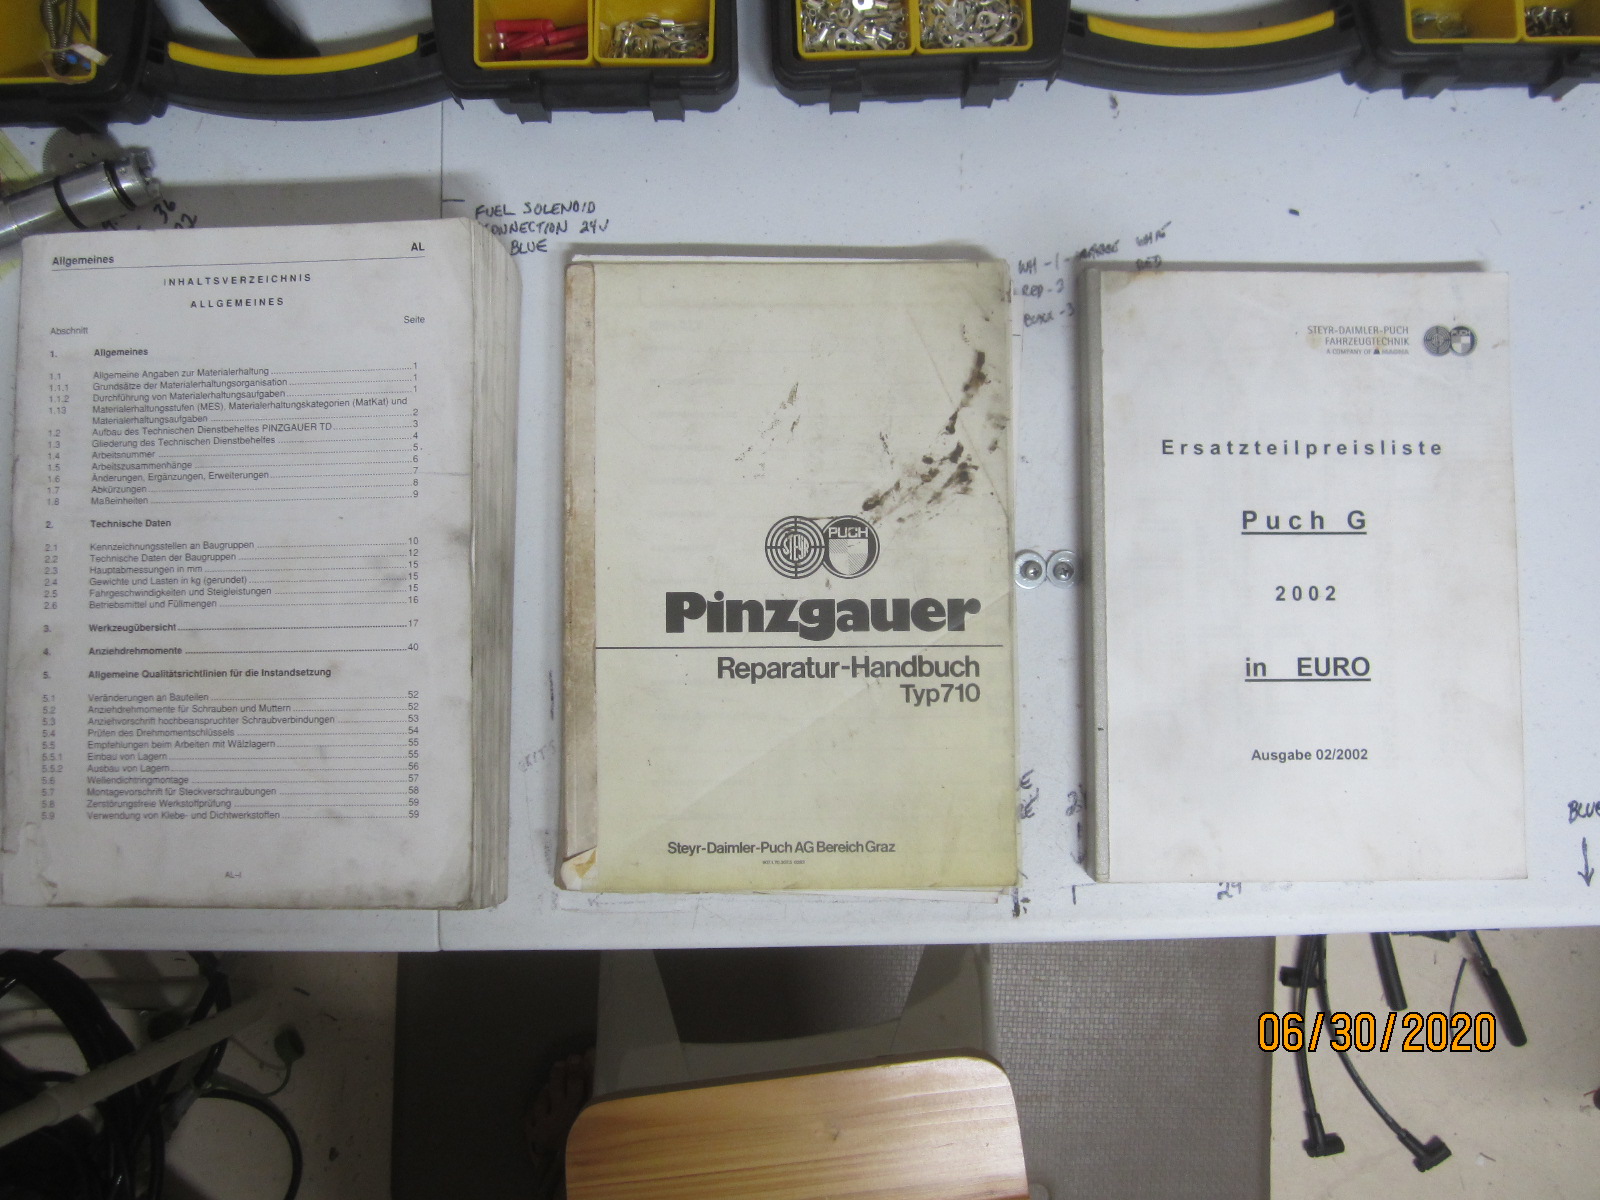 FUEL SOLENOID
CONNECTION 24V
BLUE
Allgemeines AL
INHALTSVERZEICHNIS
ALLGEMEINES
Abschnitt Seite
1. Allgemeines
1.1 Allgemeine Angaben zur Materialerhaltung 1
1.1.1 Grundsätze der Materialerhaltungsorganisation 1
1.1.2 Durchführung von Materialerhaltungsaufgaben 1
1.13 Materialerhaltungsstufen (MES), Materialerhaltungskategorien (MatKat) und
Materialerhaltungsaufgaben 2
1.2 Aufbau des Technischen Dienstbehelfes PINZGAUER TD 3
1.3 Gliederung des Technischen Dienstbehelfes 4
1.4 Arbeitsnummer 5
1.5 Arbeitszusammenhänge 6
1.6 Änderungen, Ergänzungen, Erweiterungen 7
1.7 Abkürzungen 8
1.8 Maßeinheiten 9
2. Technische Daten
2.1 Kennzeichnungsstellen an Baugruppen 10
2.2 Technische Daten der Baugruppen 12
2.3 Hauptabmessungen in mm 15
2.4 Gewichte und Lasten in kg (gerundet) 15
2.5 Fahrgeschwindigkeiten und Steigleistungen 15
2.6 Betriebsmittel und Füllmengen 16
3. Werkzeugübersicht 17
4. Anziehdrehmomente 40
5. Allgemeine Qualitätsrichtlinien für die Instandsetzung
5.1 Veränderungen an Bauteilen 52
5.2 Anziehdrehmomente für Schrauben und Muttern 52
5.3 Anziehvorschrift hochbeanspruchter Schraubverbindungen 53
5.4 Prüfen des Drehmomentschlüssels 54
5.5 Empfehlungen beim Arbeiten mit Wälzlagern 55
5.5.1 Einbau von Lagern 55
5.5.2 Ausbau von Lagern 56
5.6 Wellendichtringmontage 57
5.7 Montagevorschrift für Steckverschraubungen 58
5.8 Zerstörungsfreie Werkstoffprüfung 59
5.9 Verwendung von Klebe- und Dichtwerkstoffen 59
AL-I
STEYR PUCH
Pinzgauer
Reparatur-Handbuch
Typ710
Steyr-Daimler-Puch AG Bereich Graz
WH - 1 -
RED
RED - 2
STEYR-DAIMLER-PUCH
FAHRZEUGTECHNIK
A COMPANY OF MAGNA
PUCH
Ersatzteilpreisliste
Puch G
2002
in EURO
Ausgabe 02/2002
BLUE
29
06/30/2020